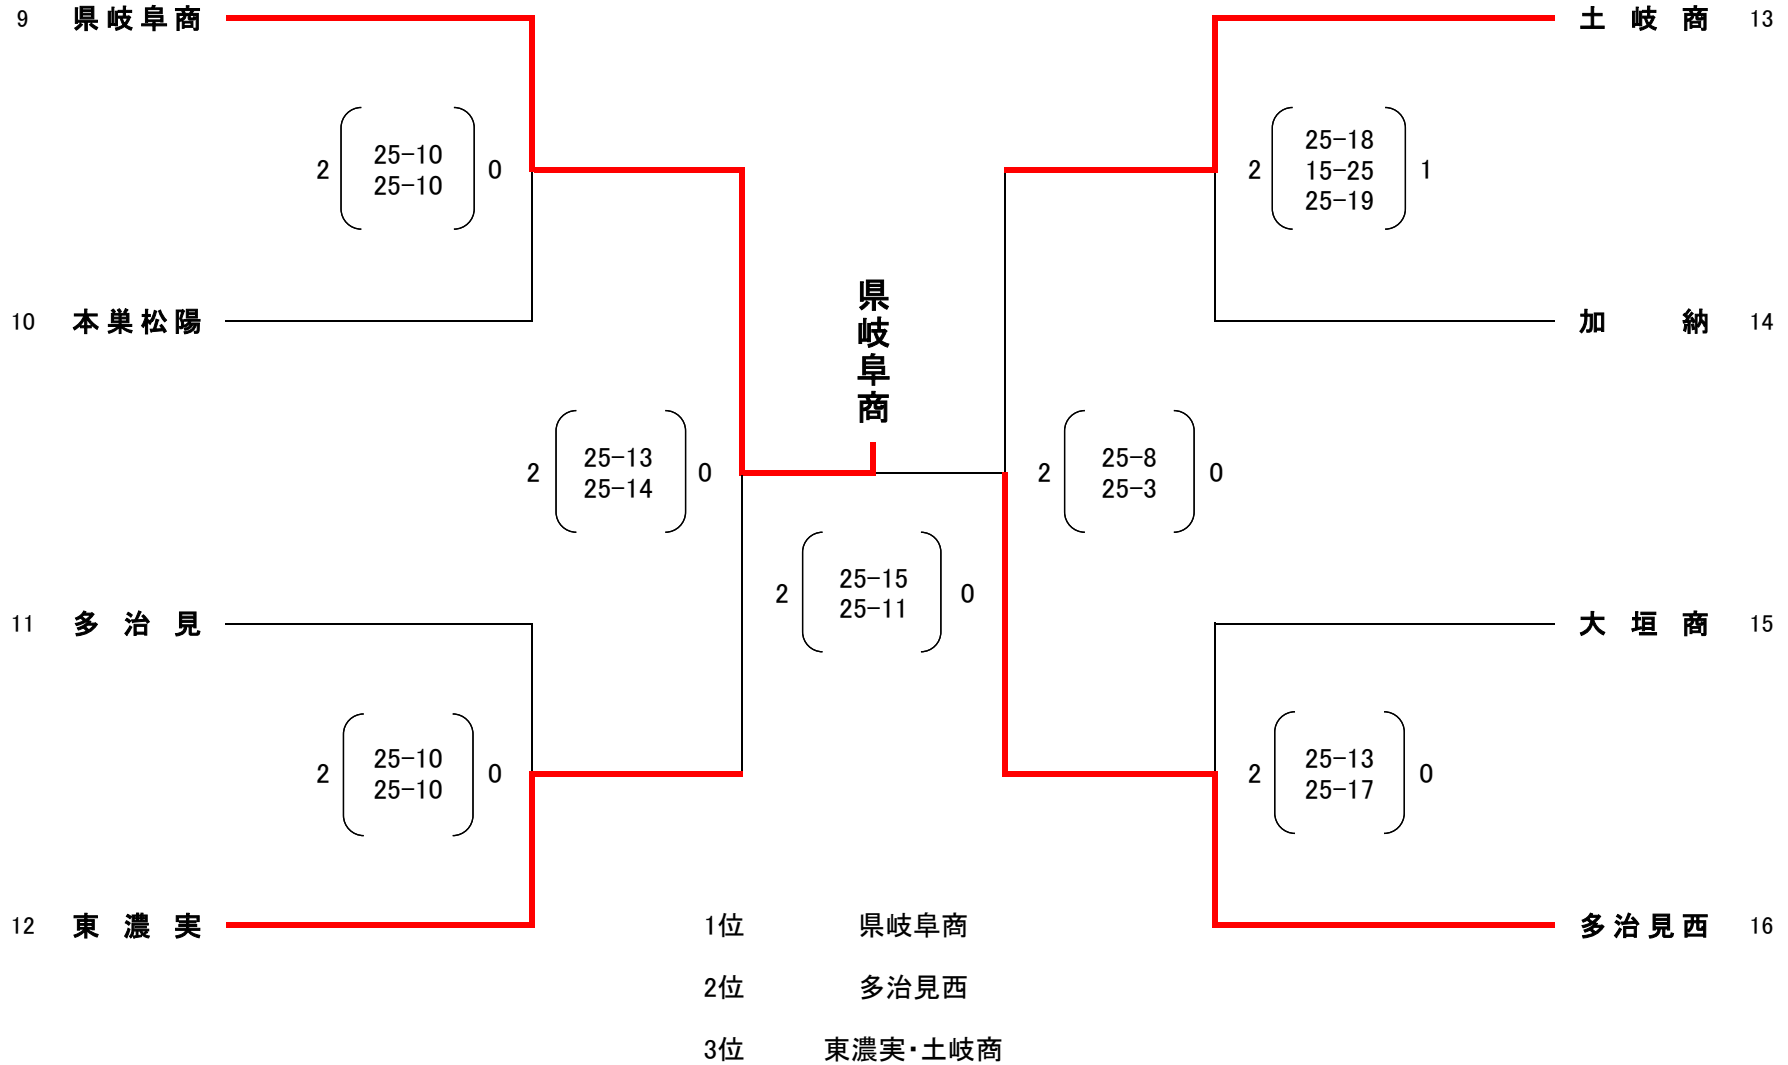 9 県岐阜商
土岐商 13
2 25-10 0
25-10
2 25-18 1
15-25
25-19
県岐阜商
10 本巣松陽
加納 14
2 25-13 0
25-14
2 25-8 0
25-3
2 25-15 0
25-11
11 多治見
大垣商 15
2 25-10 0
25-10
2 25-13 0
25-17
12 東濃実
多治見西 16
1位 県岐阜商
2位 多治見西
3位 東濃実・土岐商